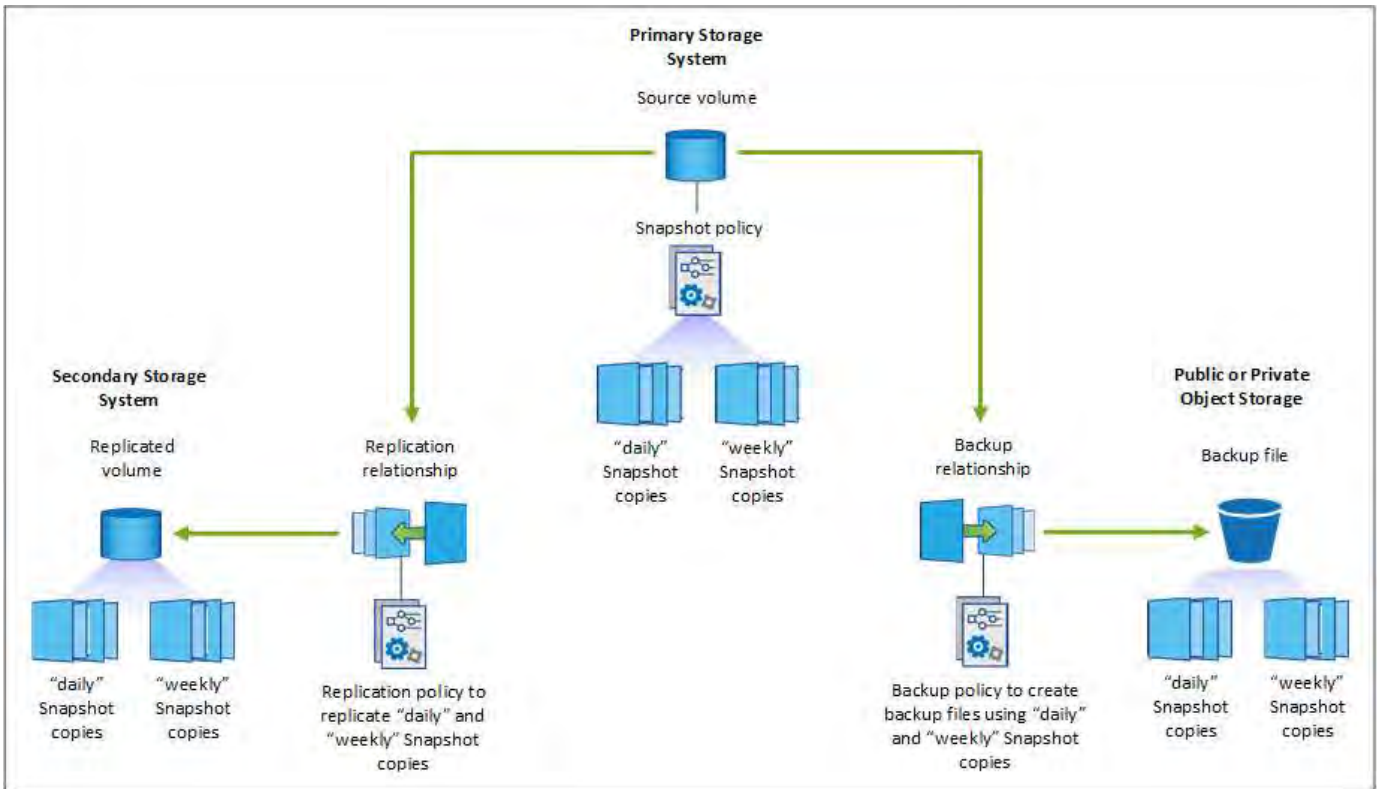 Primary Storage
System
Source volume
Snapshot policy
“daily”
Snapshot
copies
“weekly”
Snapshot
copies
Secondary Storage
System
Replicated
volume
“daily”
Snapshot
copies
“weekly”
Snapshot
copies
Replication
relationship
Replication policy to
replicate “daily” and
“weekly” Snapshot
copies
Backup
relationship
Backup policy to create
backup files using “daily”
and “weekly” Snapshot
copies
Public or Private
Object Storage
Backup file
“daily”
Snapshot
copies
“weekly”
Snapshot
copies